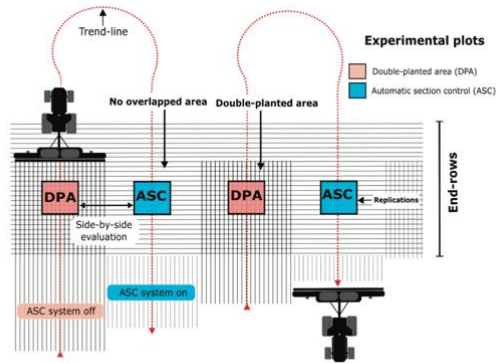 Trend-line
Experimental plots
Double-planted area (DPA)
Automatic section control (ASC)
No overlapped area
Double-planted area
DPA
ASC
DPA
ASC
Replications
End-rows
Side-by-side
evaluation
ASC system on
ASC system off